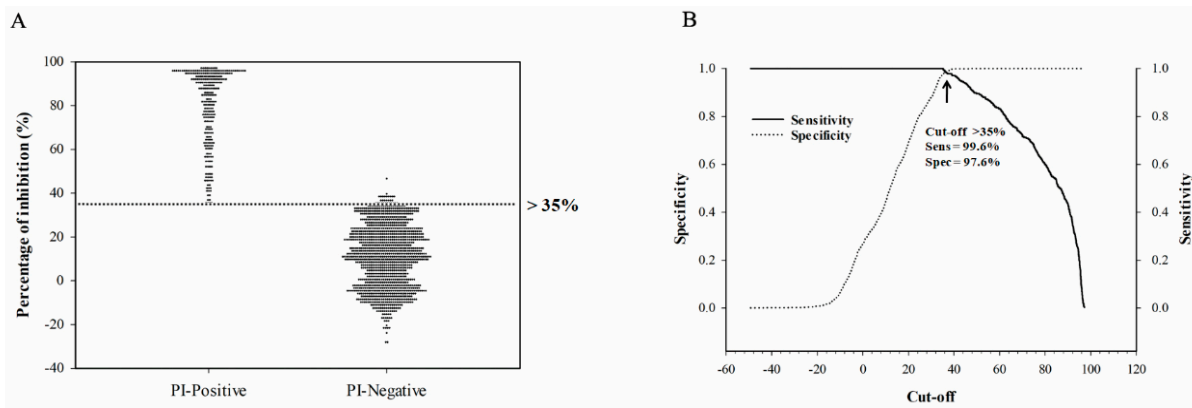 A
Percentage of inhibition (%)
100
80
60
40
20
0
-20
-40
> 35%
PI-Positive
PI-Negative
B
Specificity
1.0
0.8
0.6
0.4
0.2
0.0
Sensitivity
Specificity
Cut-off >35%
Sens = 99.6%
Spec = 97.6%
1.0
0.8
0.6
0.4
0.2
0.0
Sensitivity
-60 -40 -20 0 20 40 60 80 100 120
Cut-off